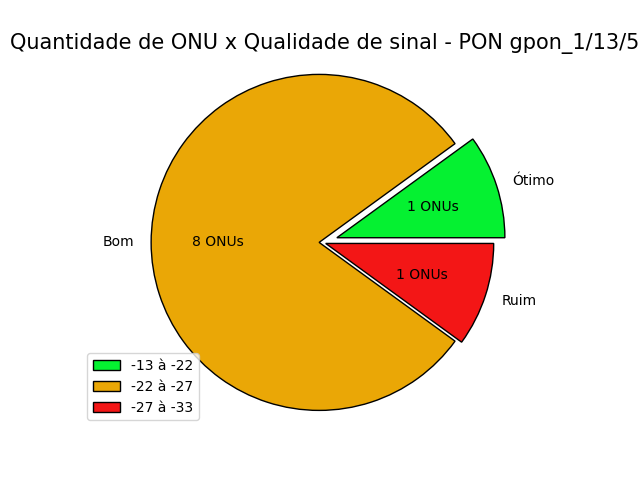 Quantidade de ONU x Qualidade de sinal - PON gpon_1/13/5
Ótimo
1 ONUs
Bom
8 ONUs
1 ONUs
Ruim
-13 à -22
-22 à -27
-27 à -33